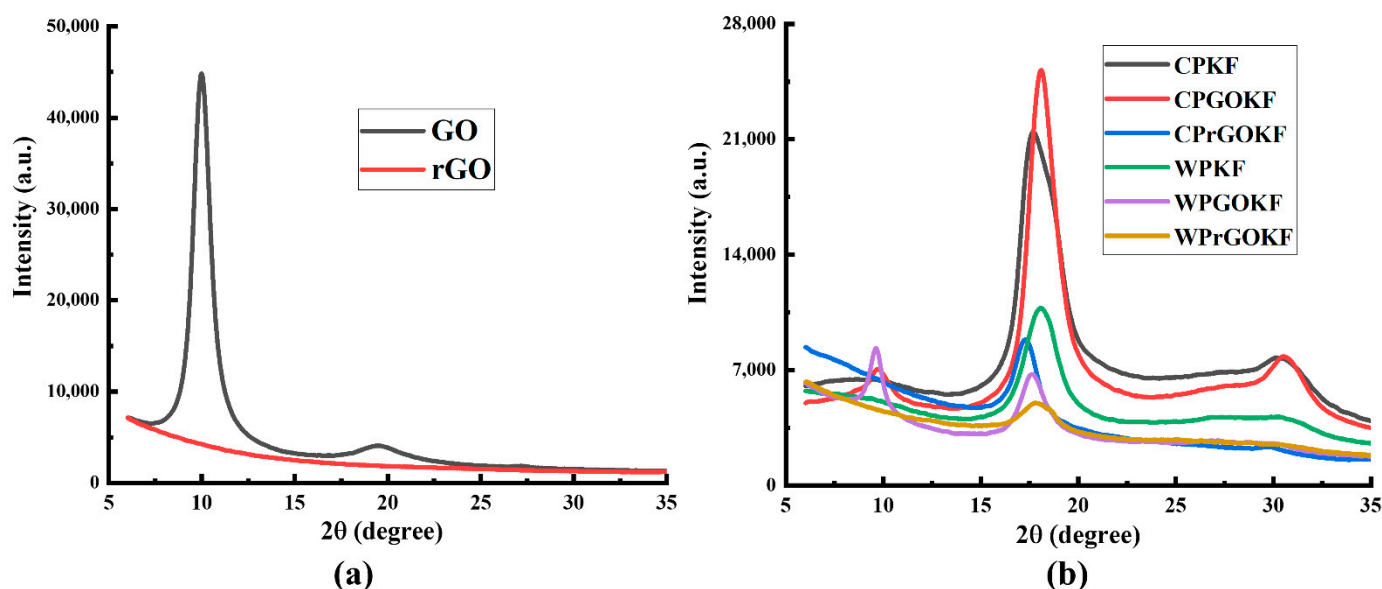 50,000
40,000
30,000
20,000
10,000
0
Intensity (a.u.)
GO
rGO
5
10
15
20
25
30
35
2θ (degree)
(a)
28,000
21,000
14,000
7,000
0
Intensity (a.u.)
CPKF
CPGOKF
CPrGOKF
WPKF
WPGOKF
WPrGOKF
5
10
15
20
25
30
35
2θ (degree)
(b)